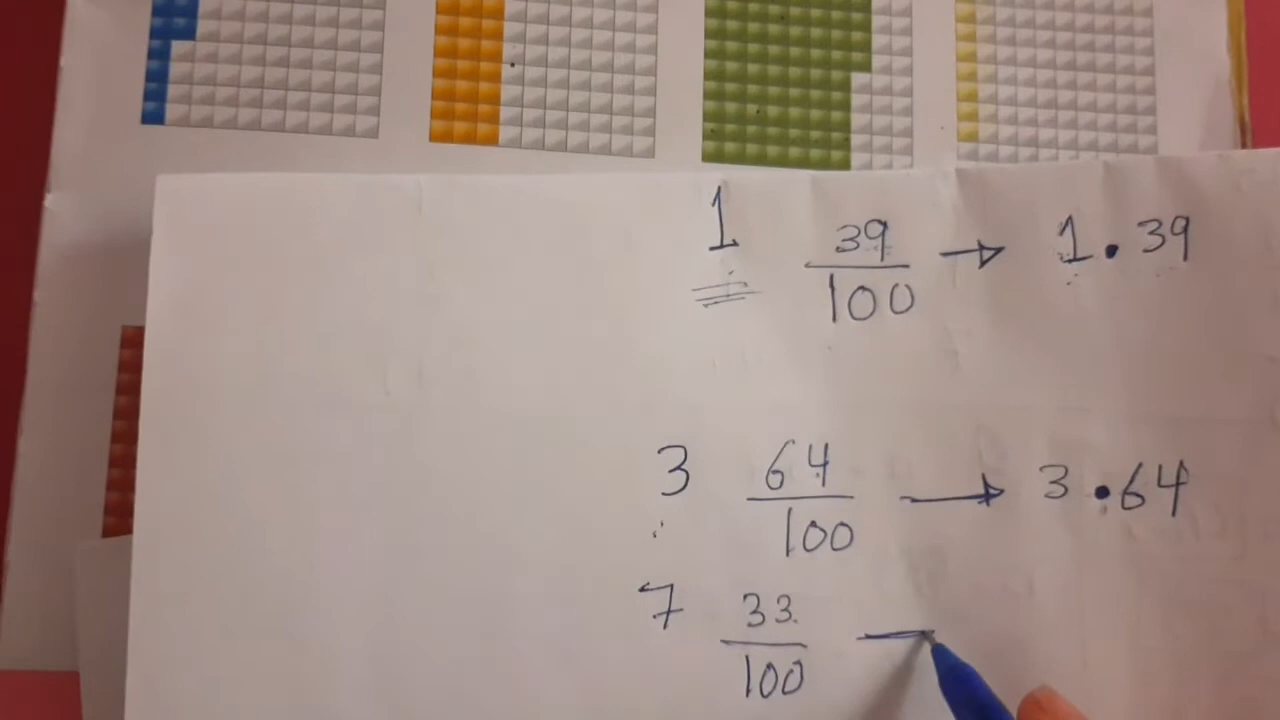 1 39/100 → 1.39
3 64/100 → 3.64
7 33/100 —